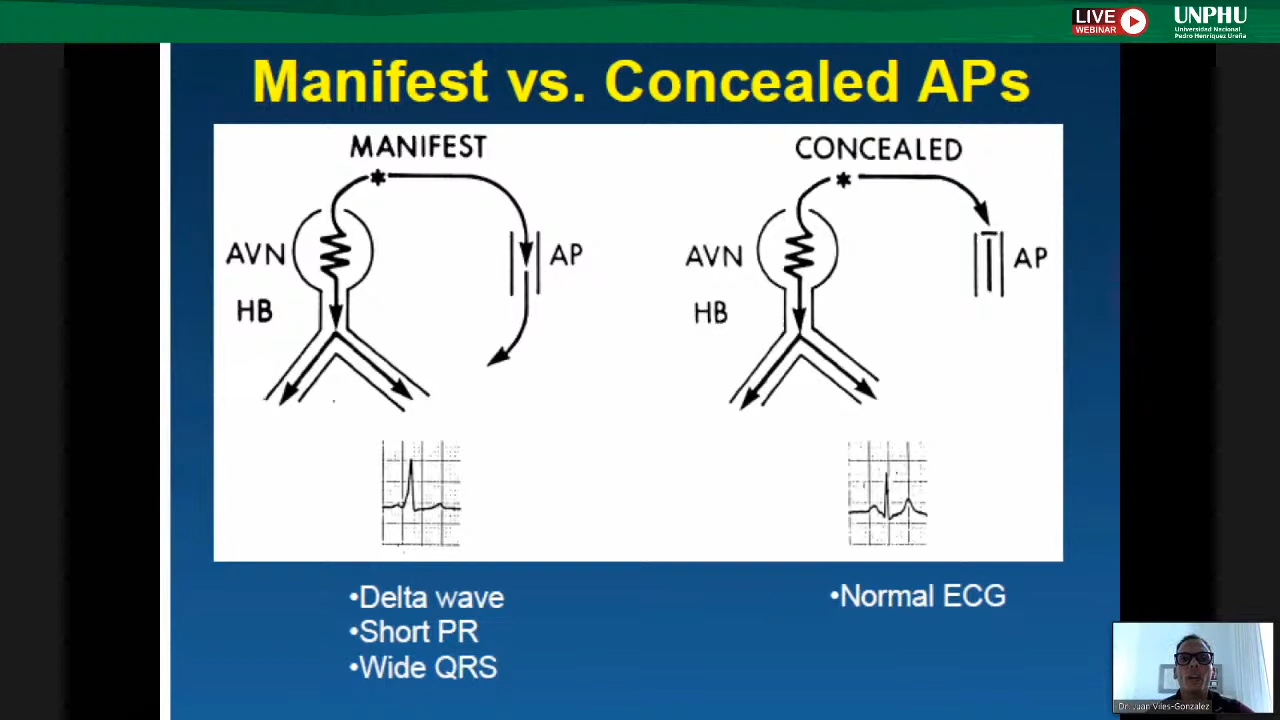 LIVE
WEBINAR
UNPHU
Universidad Nacional
Pedro Henríquez Ureña
Manifest vs. Concealed APs
MANIFEST
CONCEALED
AVN
AP
HB
AVN
AP
HB
•Delta wave
•Short PR
•Wide QRS
•Normal ECG
Dr. Juan Viles-Gonzalez